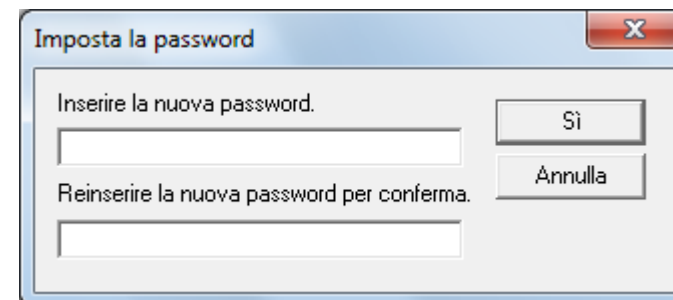 Imposta la password
Inserire la nuova password.
Sì
Annulla
Reinserire la nuova password per conferma.